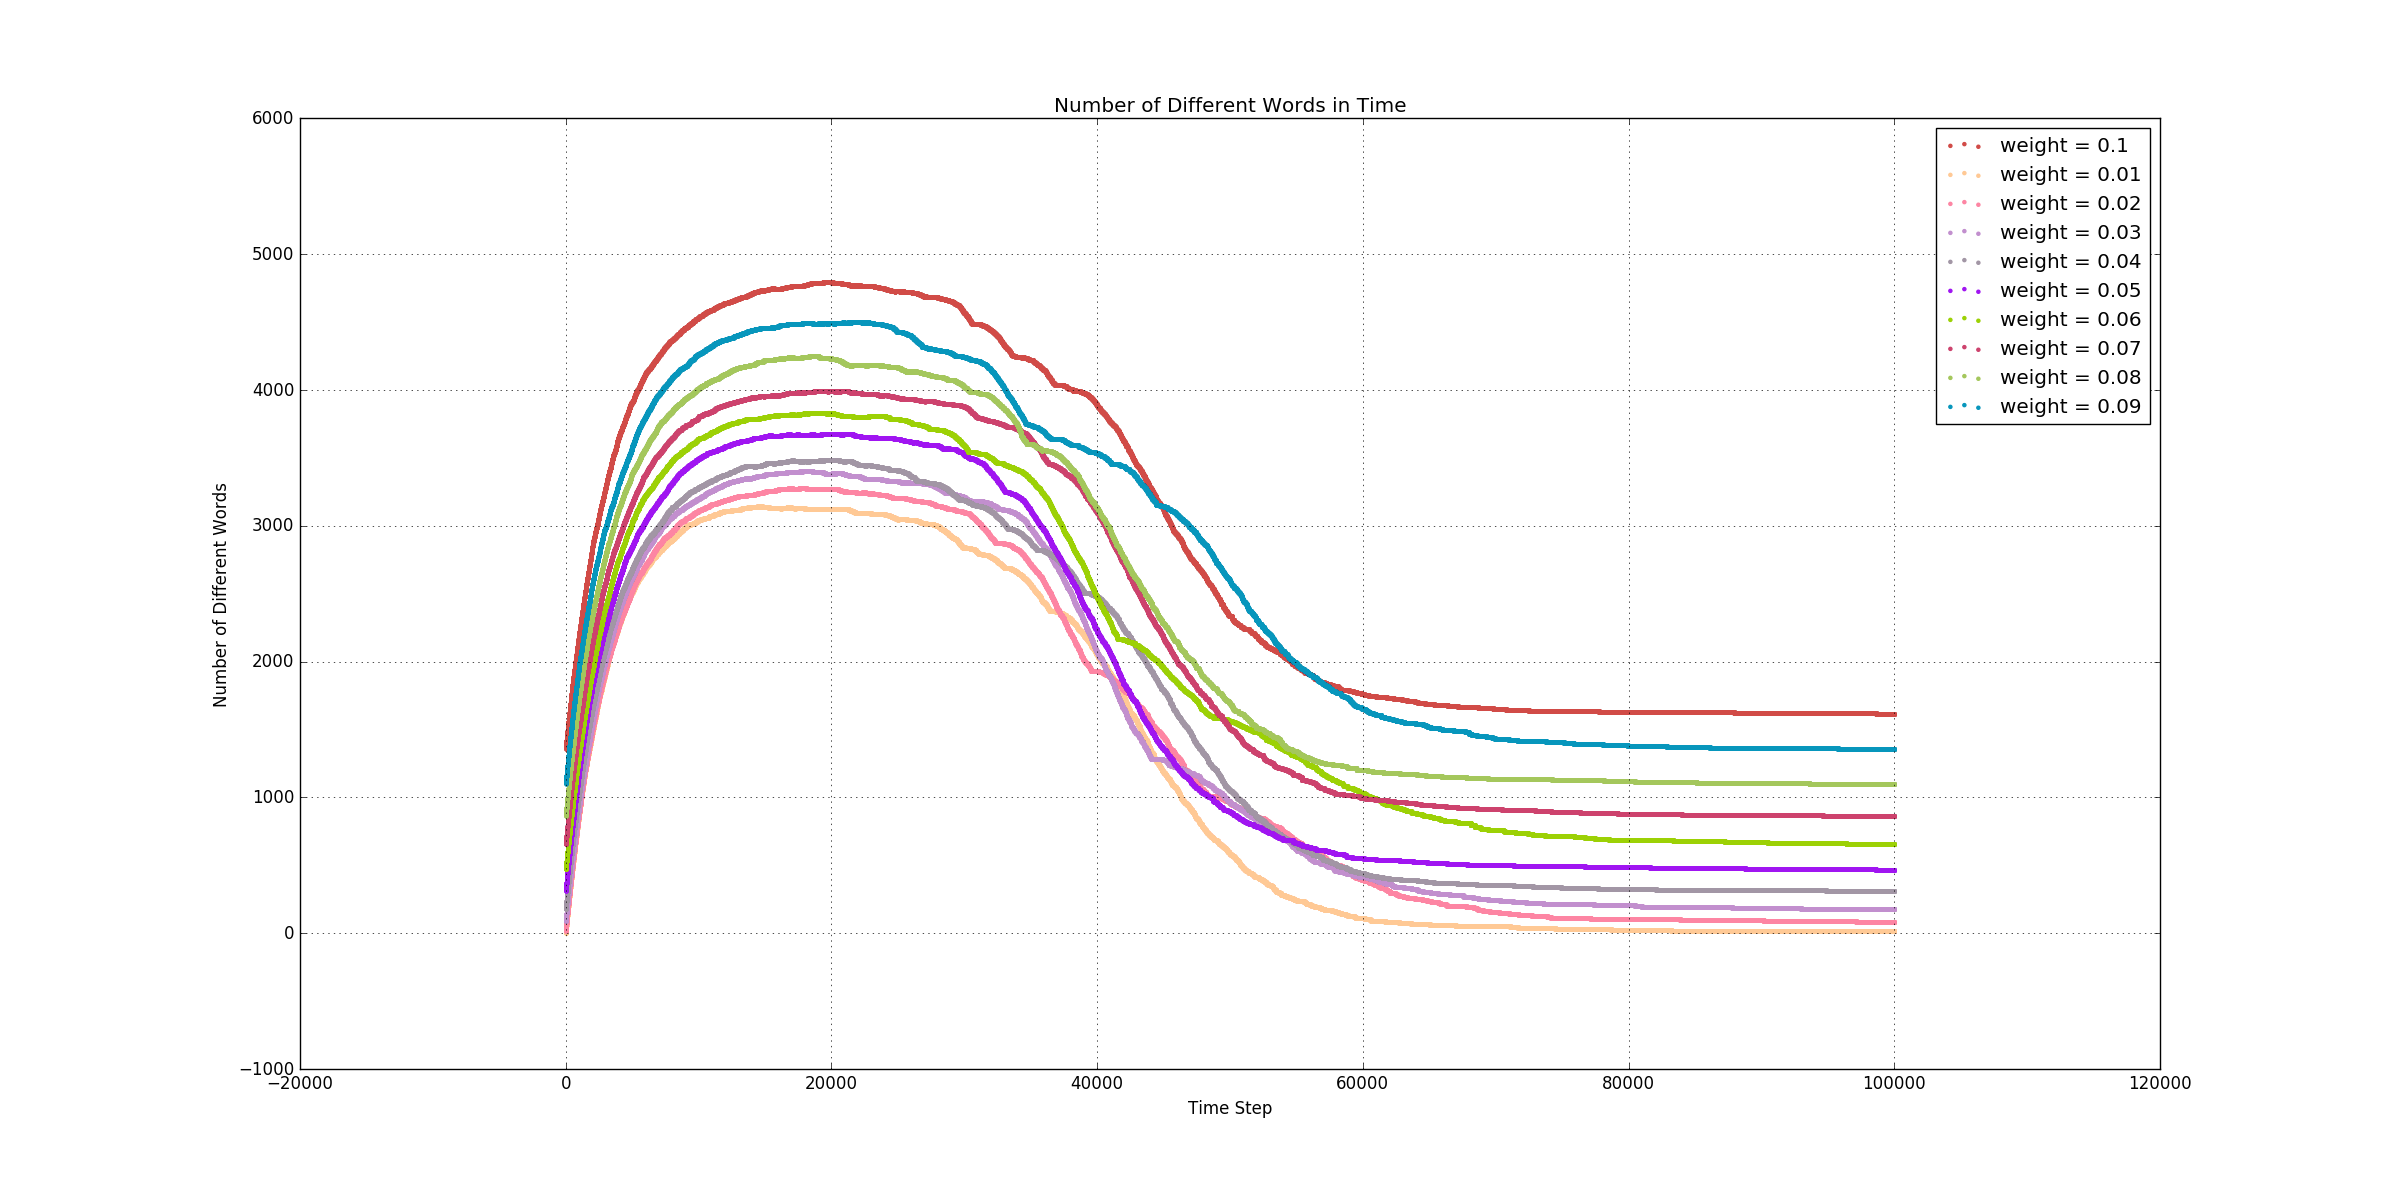 Number of Different Words in Time
6000
5000
4000
3000
2000
1000
0
−1000
Number of Different Words
−20000 0 20000 40000 60000 80000 100000 120000
Time Step
weight = 0.1
weight = 0.01
weight = 0.02
weight = 0.03
weight = 0.04
weight = 0.05
weight = 0.06
weight = 0.07
weight = 0.08
weight = 0.09